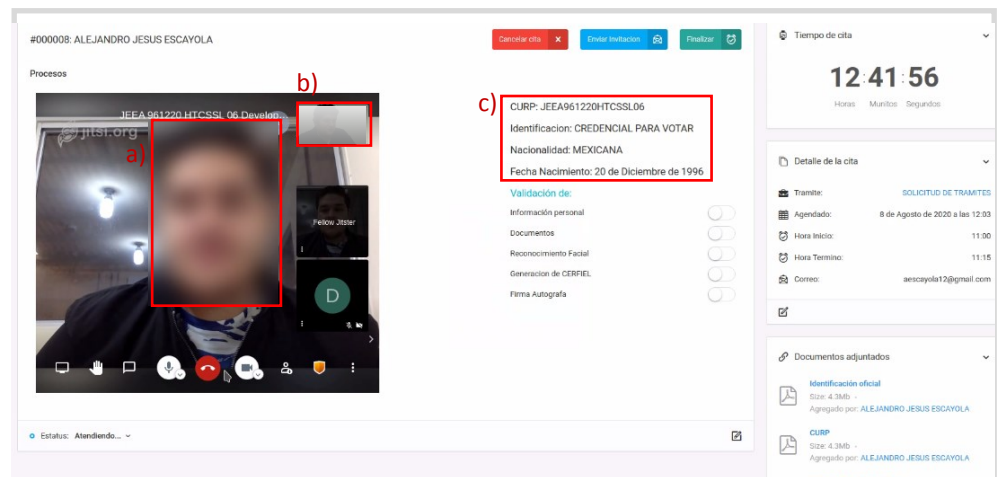 #000008: ALEJANDRO JESUS ESCAYOLA
Cancelar cita
Enviar Invitacion
Finalizar
Procesos
b)
JEEA961220HTCSSL 06 Develop...
jitsi.org
a)
Fellow Jitster
D
c)
CURP: JEEA961220HTCSSL06
Identificacion: CREDENCIAL PARA VOTAR
Nacionalidad: MEXICANA
Fecha Nacimiento: 20 de Diciembre de 1996
Validación de:
Información personal
Documentos
Reconocimiento Facial
Generacion de CERFIEL
Firma Autografa
Estatus: Atendiendo...
Tiempo de cita
12:41:56
Horas Munitos Segundos
Detalle de la cita
Tramite: SOLICITUD DE TRAMITES
Agendado: 8 de Agosto de 2020 a las 12:03
Hora Inicio: 11:00
Hora Termino: 11:15
Correo: aescayola12@gmail.com
Documentos adjuntados
Identificación oficial
Size: 4.3Mb -
Agregado por: ALEJANDRO JESUS ESCAYOLA
CURP
Size: 4.3Mb -
Agregado por: ALEJANDRO JESUS ESCAYOLA